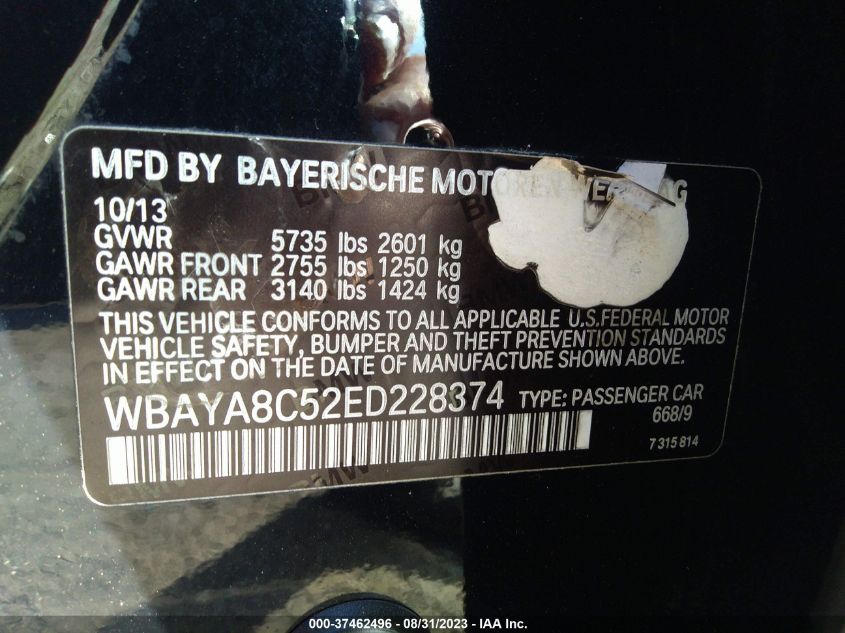 MFD BY BAYERISCHE MOTOREN WERKE AG
10/13
GVWR 5735 lbs 2601 kg
GAWR FRONT 2755 lbs 1250 kg
GAWR REAR 3140 lbs 1424 kg
THIS VEHICLE CONFORMS TO ALL APPLICABLE U.S.FEDERAL MOTOR
VEHICLE SAFETY, BUMPER AND THEFT PREVENTION STANDARDS
IN EFFECT ON THE DATE OF MANUFACTURE SHOWN ABOVE.
WBAYA8C52ED228374 TYPE: PASSENGER CAR
668/9
7 315 814
000-37462496 - 08/31/2023 - IAA Inc.